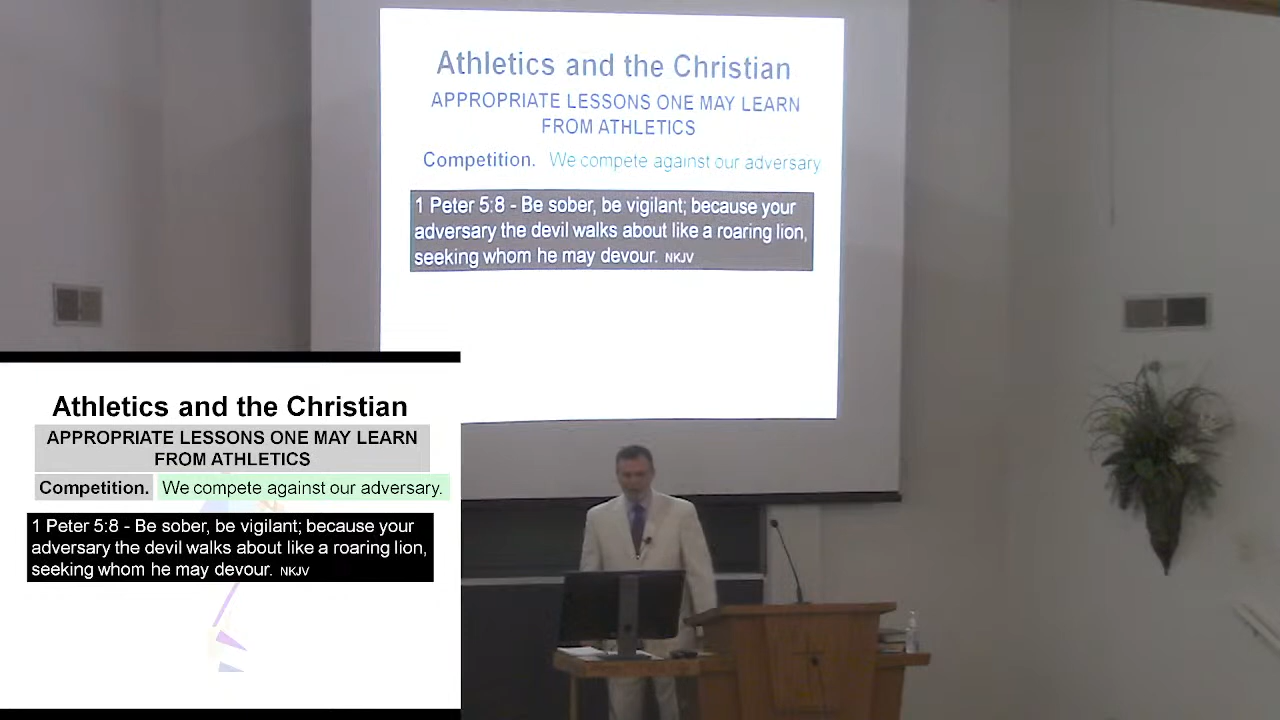 Athletics and the Christian
APPROPRIATE LESSONS ONE MAY LEARN
FROM ATHLETICS
Competition. We compete against our adversary
1 Peter 5:8 - Be sober, be vigilant; because your
adversary the devil walks about like a roaring lion,
seeking whom he may devour. NKJV
Athletics and the Christian
APPROPRIATE LESSONS ONE MAY LEARN
FROM ATHLETICS
Competition. We compete against our adversary.
1 Peter 5:8 - Be sober, be vigilant; because your
adversary the devil walks about like a roaring lion,
seeking whom he may devour. NKJV